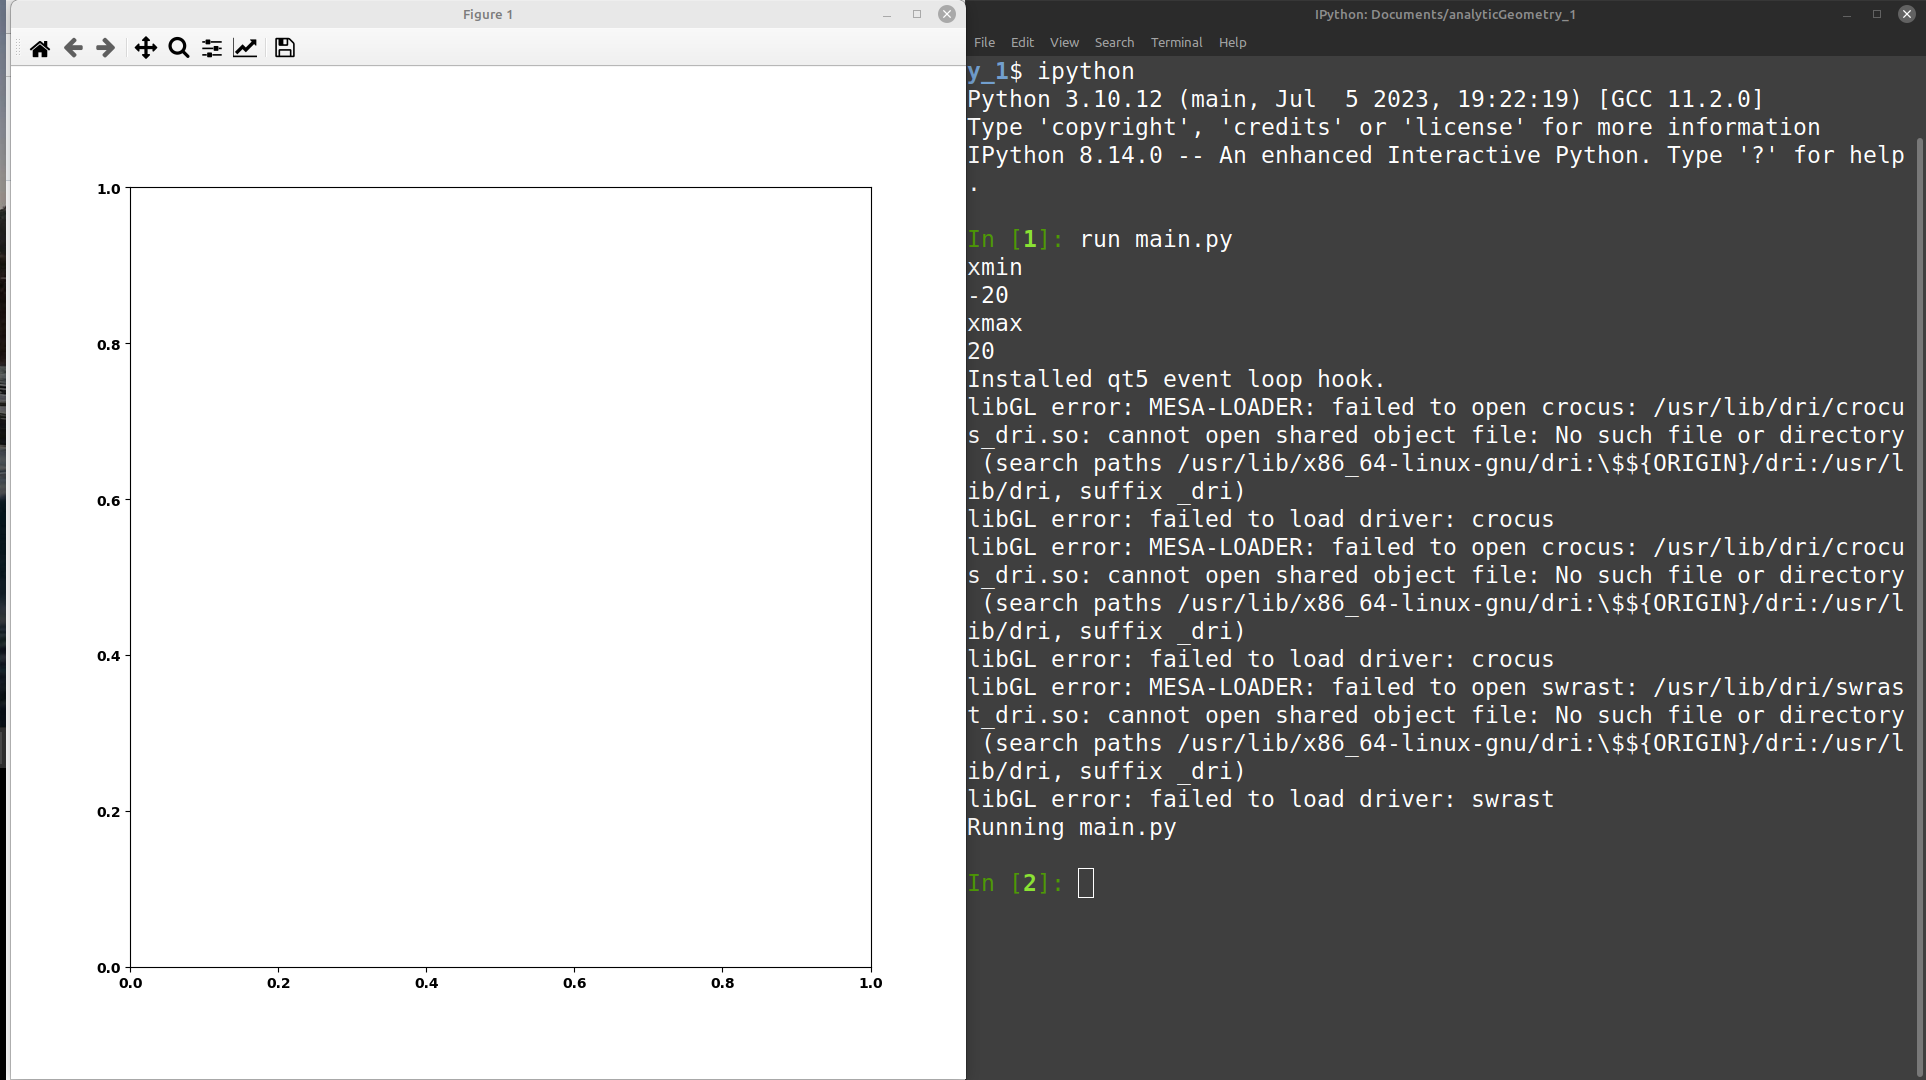 Figure 1
1.0
0.8
0.6
0.4
0.2
0.0
0.0 0.2 0.4 0.6 0.8 1.0
IPython: Documents/analyticGeometry_1
File Edit View Search Terminal Help
y_1$ ipython
Python 3.10.12 (main, Jul  5 2023, 19:22:19) [GCC 11.2.0]
Type 'copyright', 'credits' or 'license' for more information
IPython 8.14.0 -- An enhanced Interactive Python. Type '?' for help
.
In [1]: run main.py
xmin
-20
xmax
20
Installed qt5 event loop hook.
libGL error: MESA-LOADER: failed to open crocus: /usr/lib/dri/crocu
s_dri.so: cannot open shared object file: No such file or directory
 (search paths /usr/lib/x86_64-linux-gnu/dri:\$${ORIGIN}/dri:/usr/l
ib/dri, suffix _dri)
libGL error: failed to load driver: crocus
libGL error: MESA-LOADER: failed to open crocus: /usr/lib/dri/crocu
s_dri.so: cannot open shared object file: No such file or directory
 (search paths /usr/lib/x86_64-linux-gnu/dri:\$${ORIGIN}/dri:/usr/l
ib/dri, suffix _dri)
libGL error: failed to load driver: crocus
libGL error: MESA-LOADER: failed to open swrast: /usr/lib/dri/swras
t_dri.so: cannot open shared object file: No such file or directory
 (search paths /usr/lib/x86_64-linux-gnu/dri:\$${ORIGIN}/dri:/usr/l
ib/dri, suffix _dri)
libGL error: failed to load driver: swrast
Running main.py
In [2]: